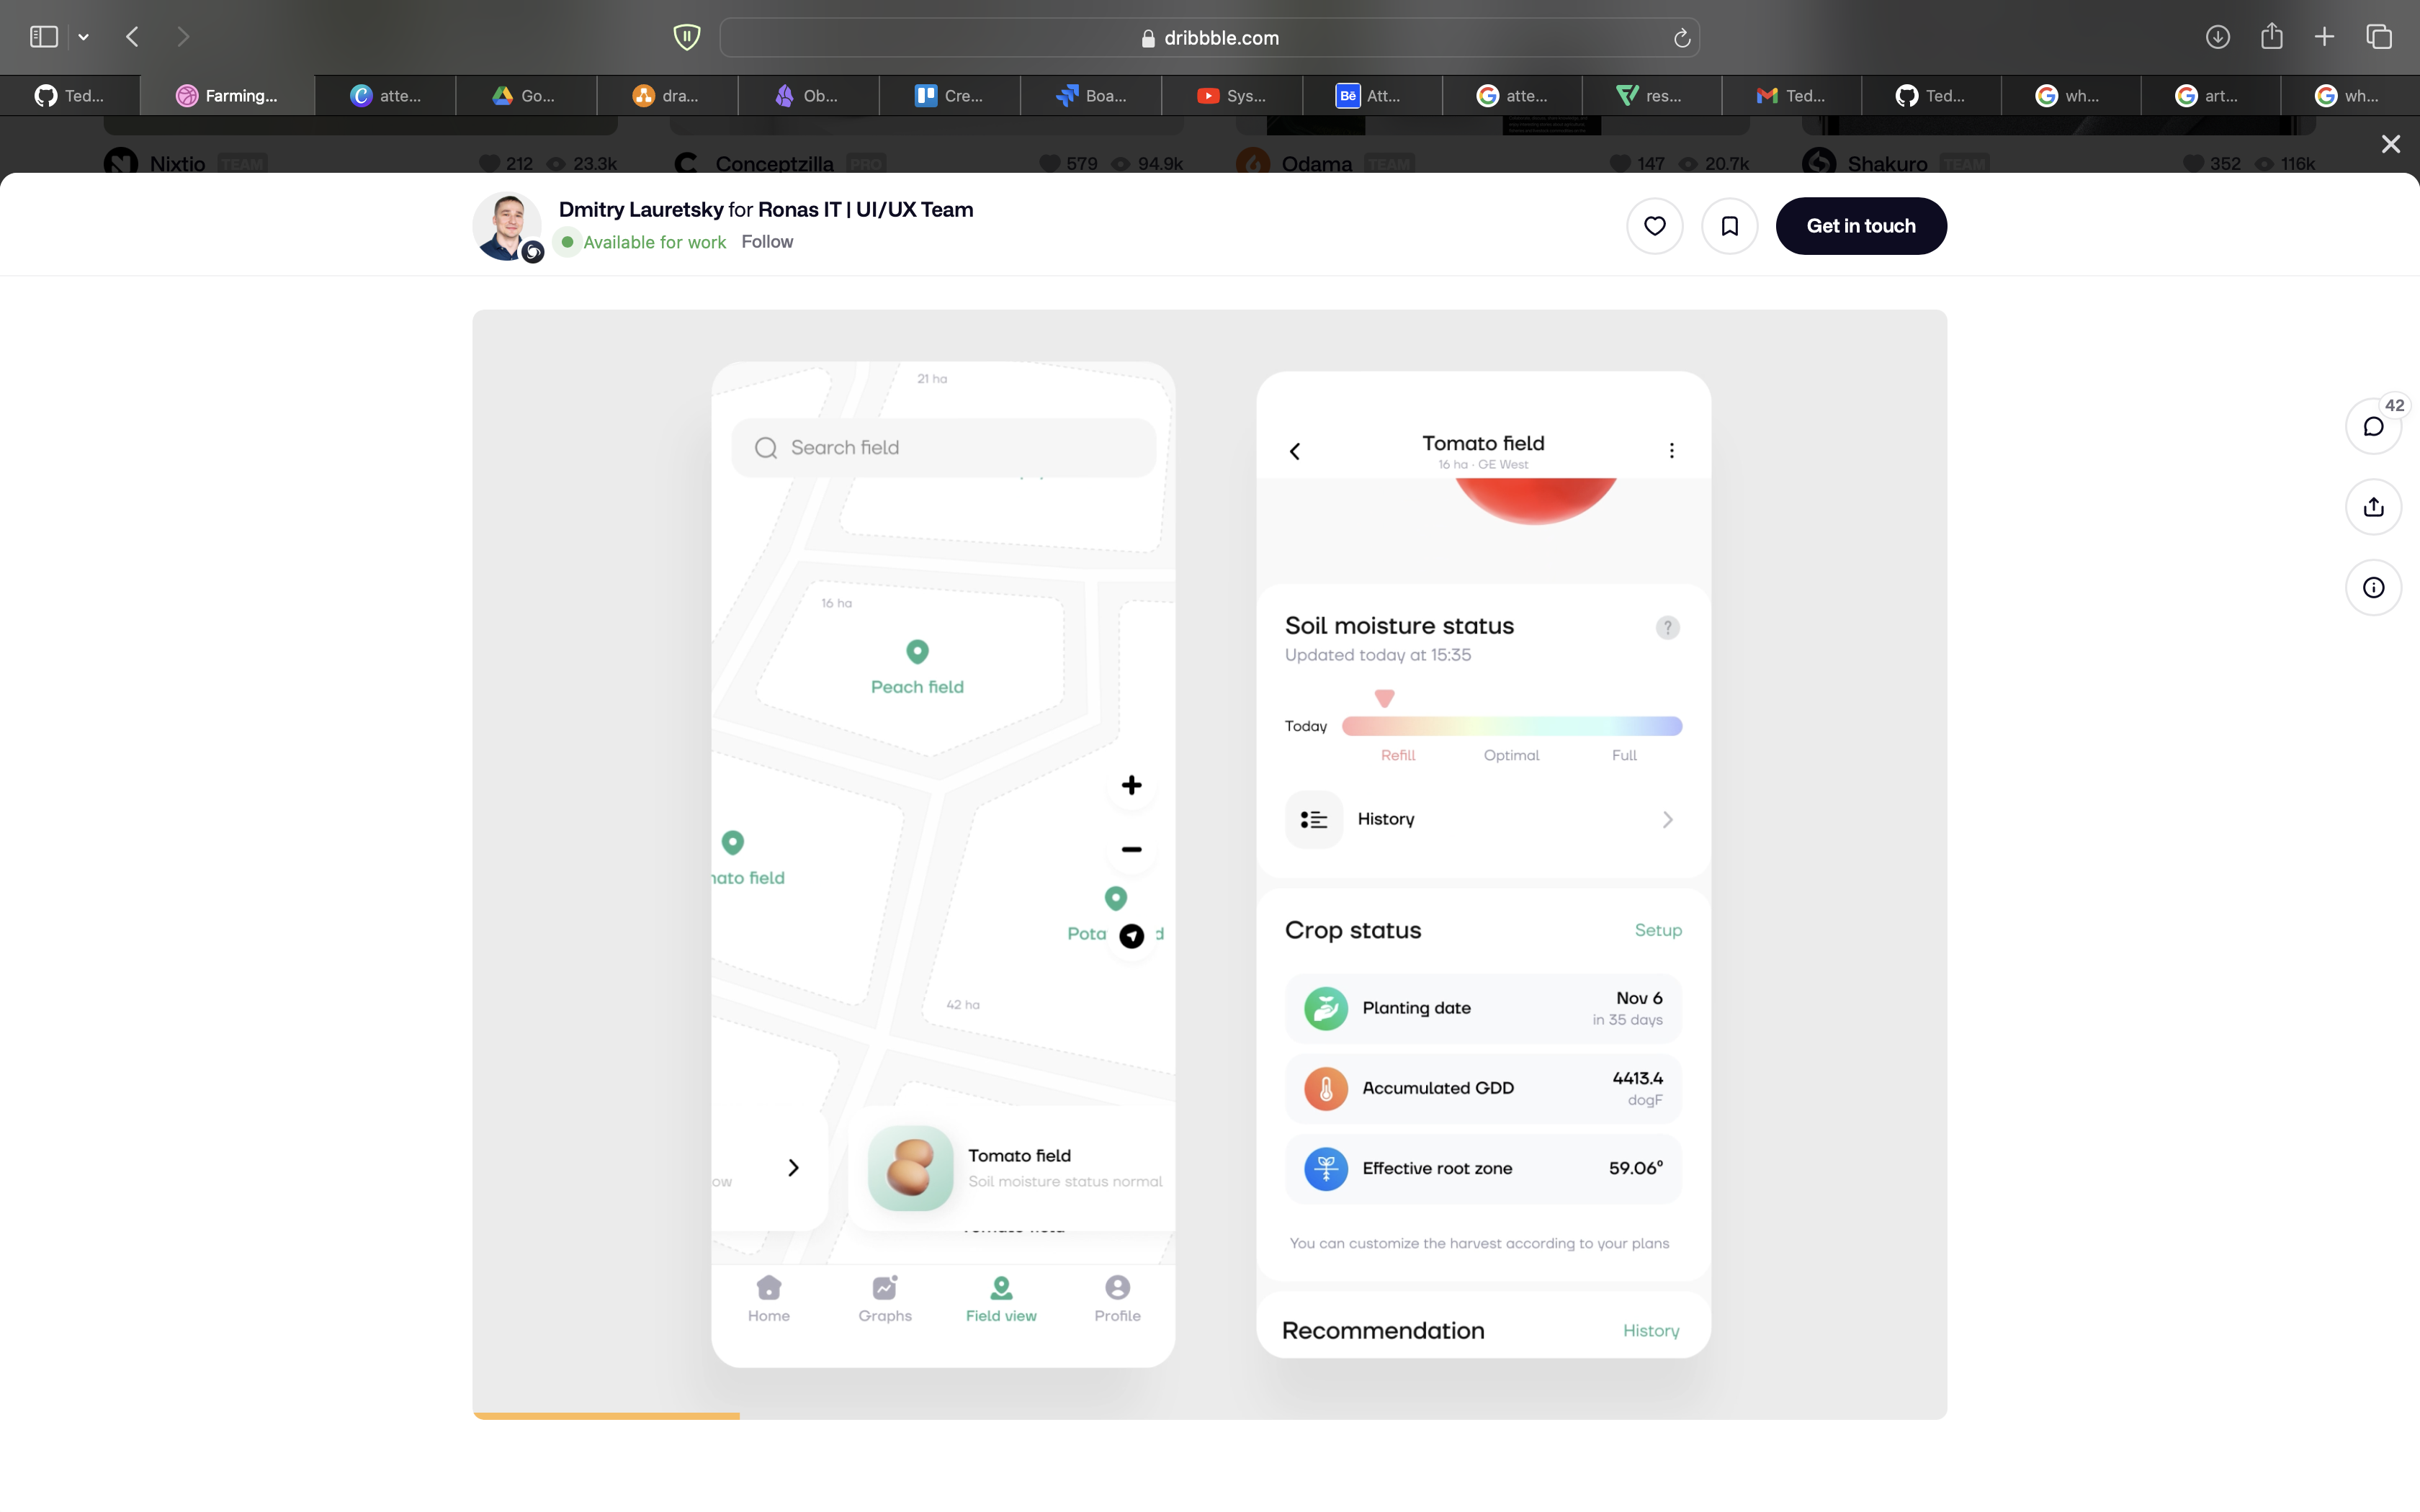 dribbble.com
Ted...
Farming...
atte...
Go...
dra...
Ob...
Cre...
Boa...
Sys...
Att...
atte...
res...
Ted...
Ted...
wh...
art...
wh...
Nixtio TEAM 212 23.3k
Conceptzilla PRO 579 94.9k
Odama TEAM 147 20.7k
Shakuro TEAM 352 116k
Dmitry Lauretsky for Ronas IT | UI/UX Team
Available for work Follow
Get in touch
42
21 ha
Search field
16 ha
Peach field
nato field
Pota d
42 ha
ow
Tomato field
Soil moisture status normal
Home
Graphs
Field view
Profile
Tomato field
16 ha · GE West
Soil moisture status
?
Updated today at 15:35
Today
Refill
Optimal
Full
History
Crop status
Setup
Planting date
Nov 6
in 35 days
Accumulated GDD
4413.4
dogF
Effective root zone
59.06°
You can customize the harvest according to your plans
Recommendation
History